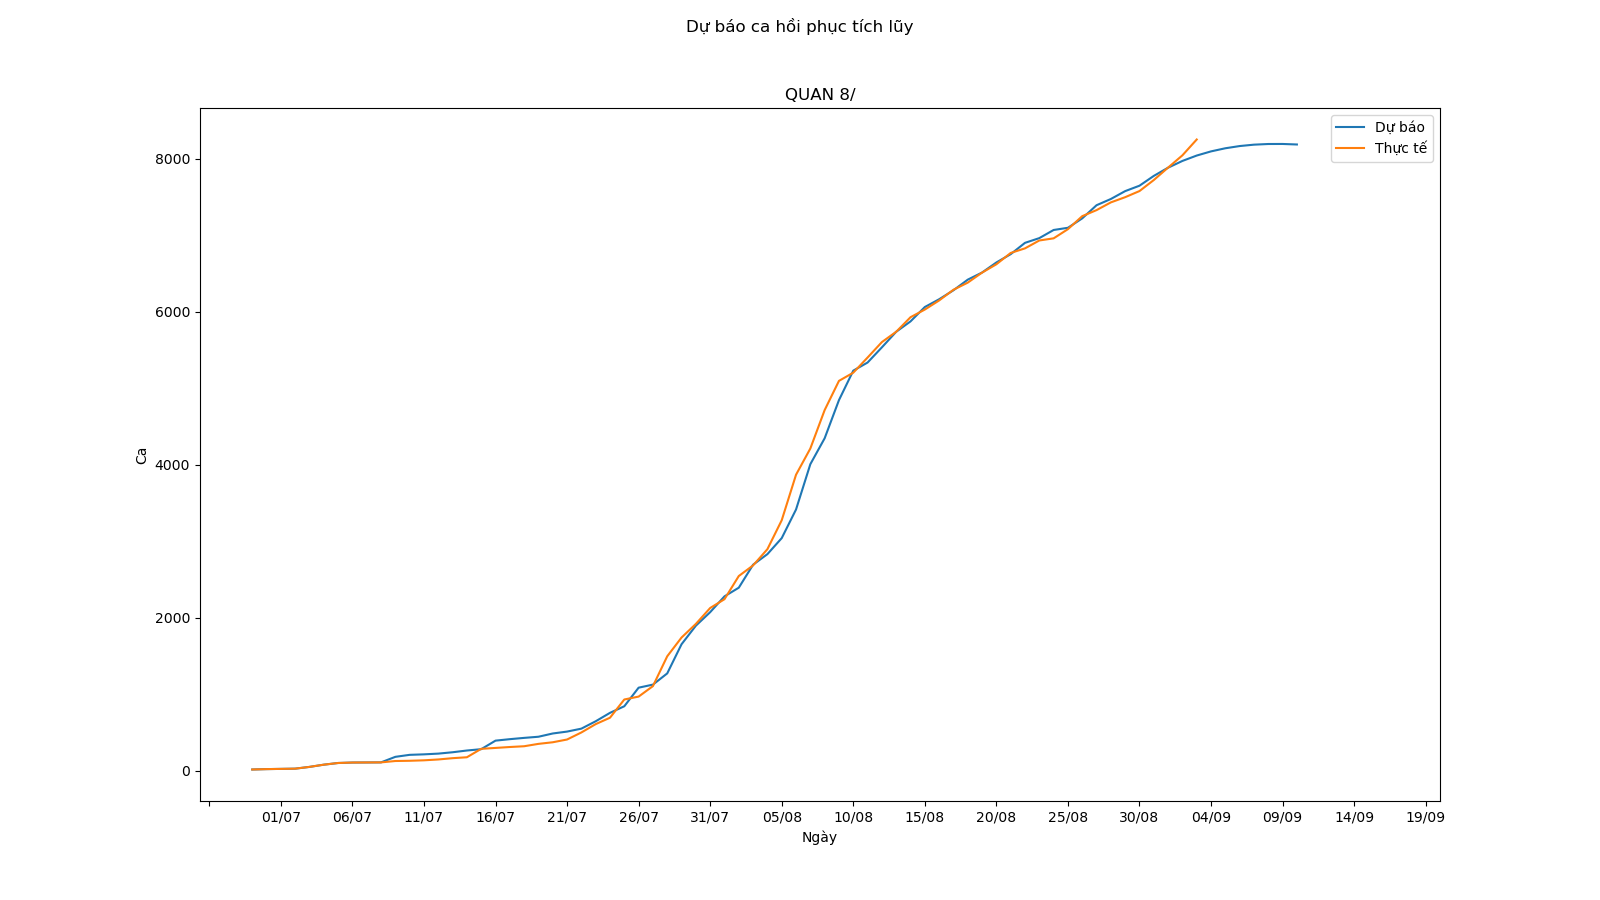 Dự báo ca hồi phục tích lũy
QUAN 8/
Dự báo
Thực tế
8000
6000
4000
2000
0
Ca
01/07 06/07 11/07 16/07 21/07 26/07 31/07 05/08 10/08 15/08 20/08 25/08 30/08 04/09 09/09 14/09 19/09
Ngày